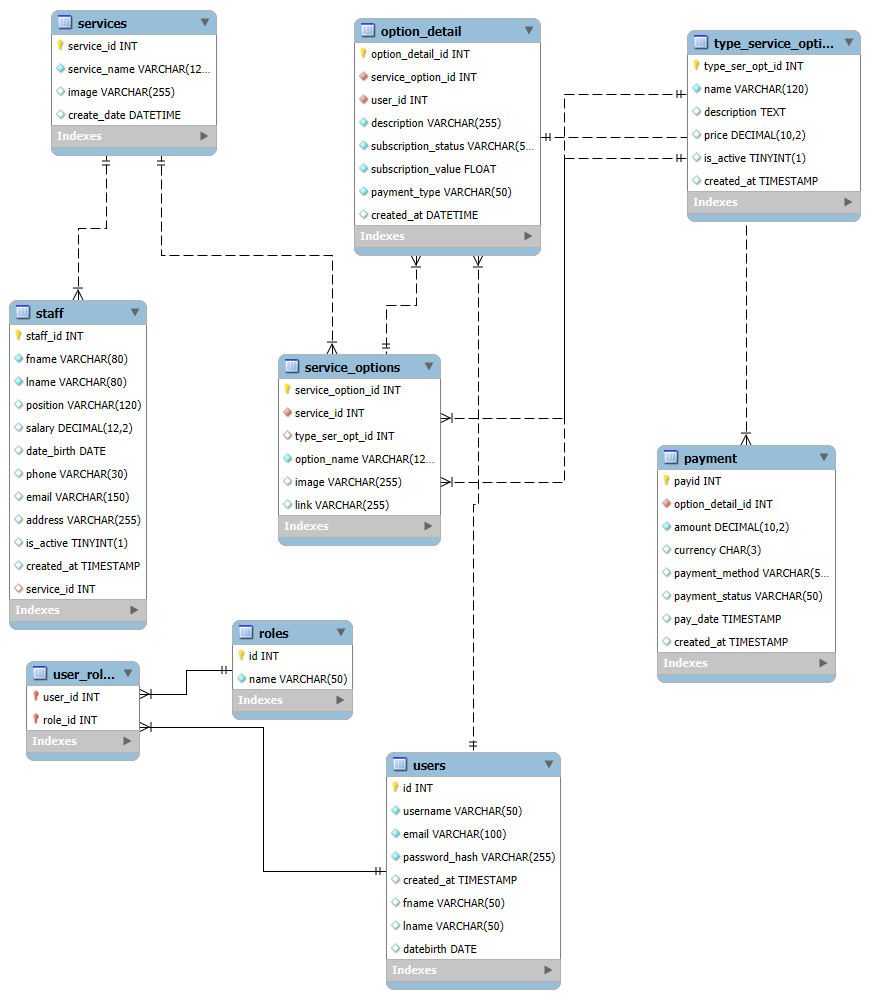 services
service_id INT
service_name VARCHAR(12...
image VARCHAR(255)
create_date DATETIME
Indexes
option_detail
option_detail_id INT
service_option_id INT
user_id INT
description VARCHAR(255)
subscription_status VARCHAR(5...
subscription_value FLOAT
payment_type VARCHAR(50)
created_at DATETIME
Indexes
type_service_opti...
type_ser_opt_id INT
name VARCHAR(120)
description TEXT
price DECIMAL(10,2)
is_active TINYINT(1)
created_at TIMESTAMP
Indexes
staff
staff_id INT
fname VARCHAR(80)
lname VARCHAR(80)
position VARCHAR(120)
salary DECIMAL(12,2)
date_birth DATE
phone VARCHAR(30)
email VARCHAR(150)
address VARCHAR(255)
is_active TINYINT(1)
created_at TIMESTAMP
service_id INT
Indexes
service_options
service_option_id INT
service_id INT
type_ser_opt_id INT
option_name VARCHAR(12...
image VARCHAR(255)
link VARCHAR(255)
Indexes
payment
payid INT
option_detail_id INT
amount DECIMAL(10,2)
currency CHAR(3)
payment_method VARCHAR(5...
payment_status VARCHAR(50)
pay_date TIMESTAMP
created_at TIMESTAMP
Indexes
roles
id INT
name VARCHAR(50)
Indexes
user_rol...
user_id INT
role_id INT
Indexes
users
id INT
username VARCHAR(50)
email VARCHAR(100)
password_hash VARCHAR(255)
created_at TIMESTAMP
fname VARCHAR(50)
lname VARCHAR(50)
datebirth DATE
Indexes